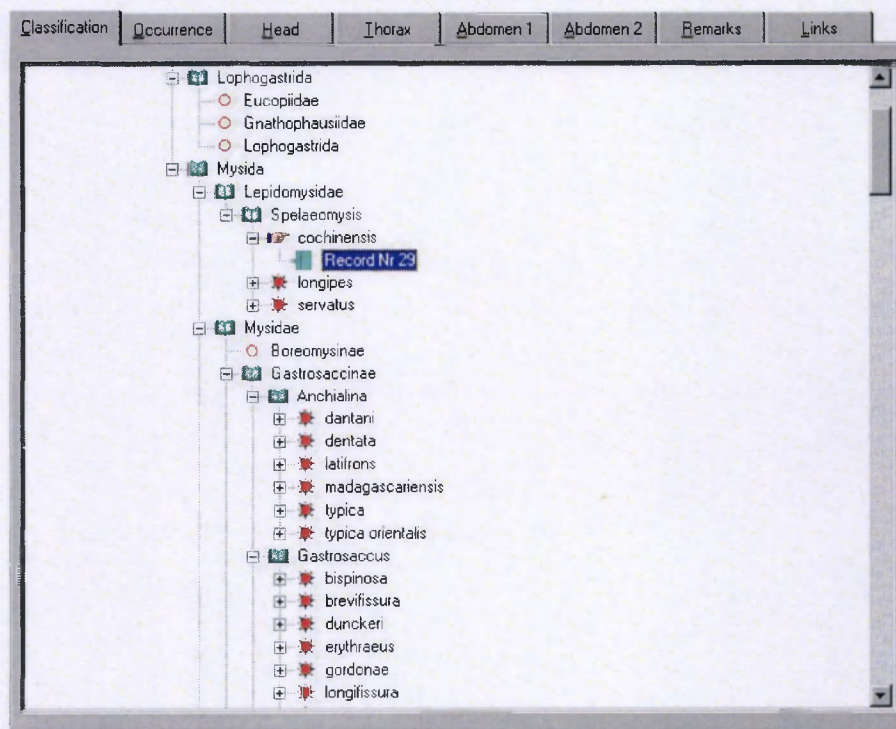 Classification Occurrence Head Thorax Abdomen 1 Abdomen 2 Remarks Links
Lophogastrida
Eucopiidae
Gnathophausiidae
Lophogastrida
Mysida
Lepidomysidae
Spelaeomysis
cochinensis
Record Nr 29
longipes
servatus
Mysidae
Boreomysinae
Gastrosaccinae
Anchialina
dantani
dentata
latifrons
madagascariensis
typica
typica orientalis
Gastrosaccus
bispinosa
brevifissura
dunckeri
erythraeus
gordonae
longifissura